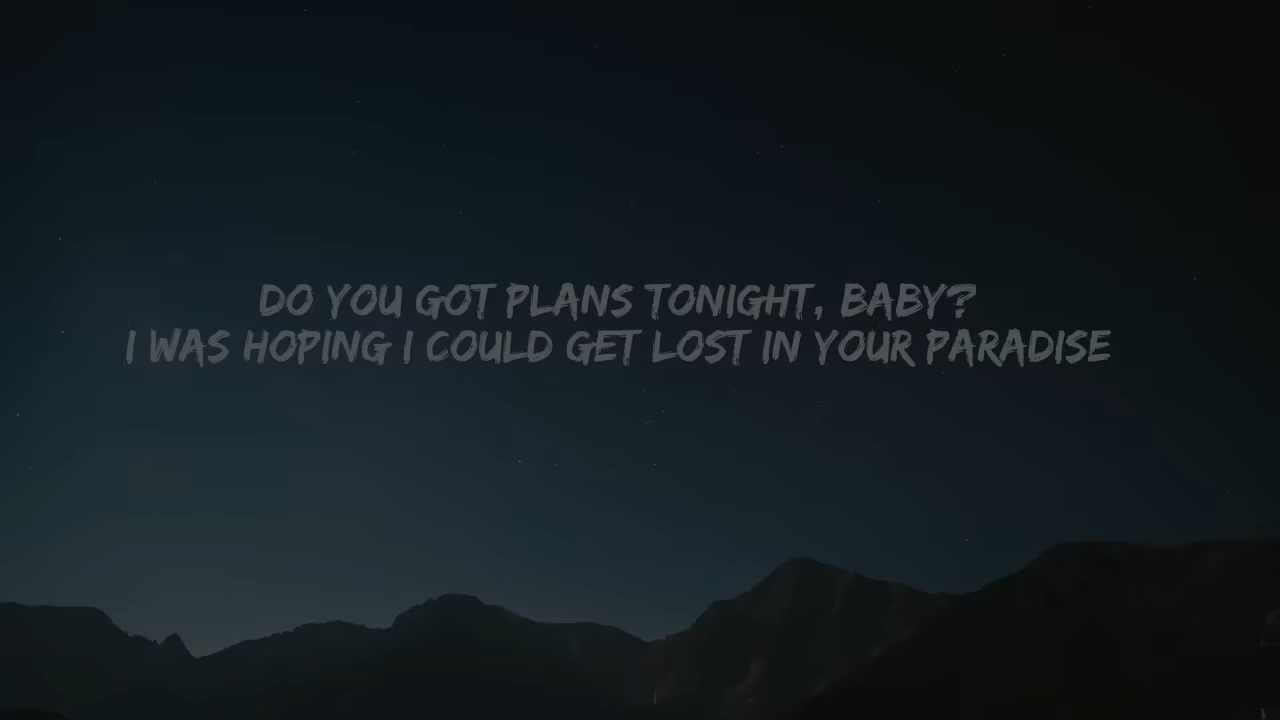 DO YOU GOT PLANS TONIGHT, BABY?
I WAS HOPING I COULD GET LOST IN YOUR PARADISE